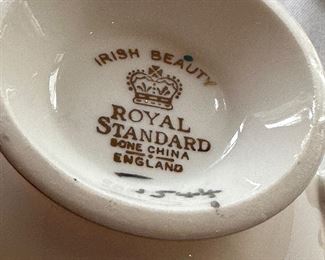 IRISH BEAUTY
ROYAL
STANDARD
BONE CHINA
ENGLAND